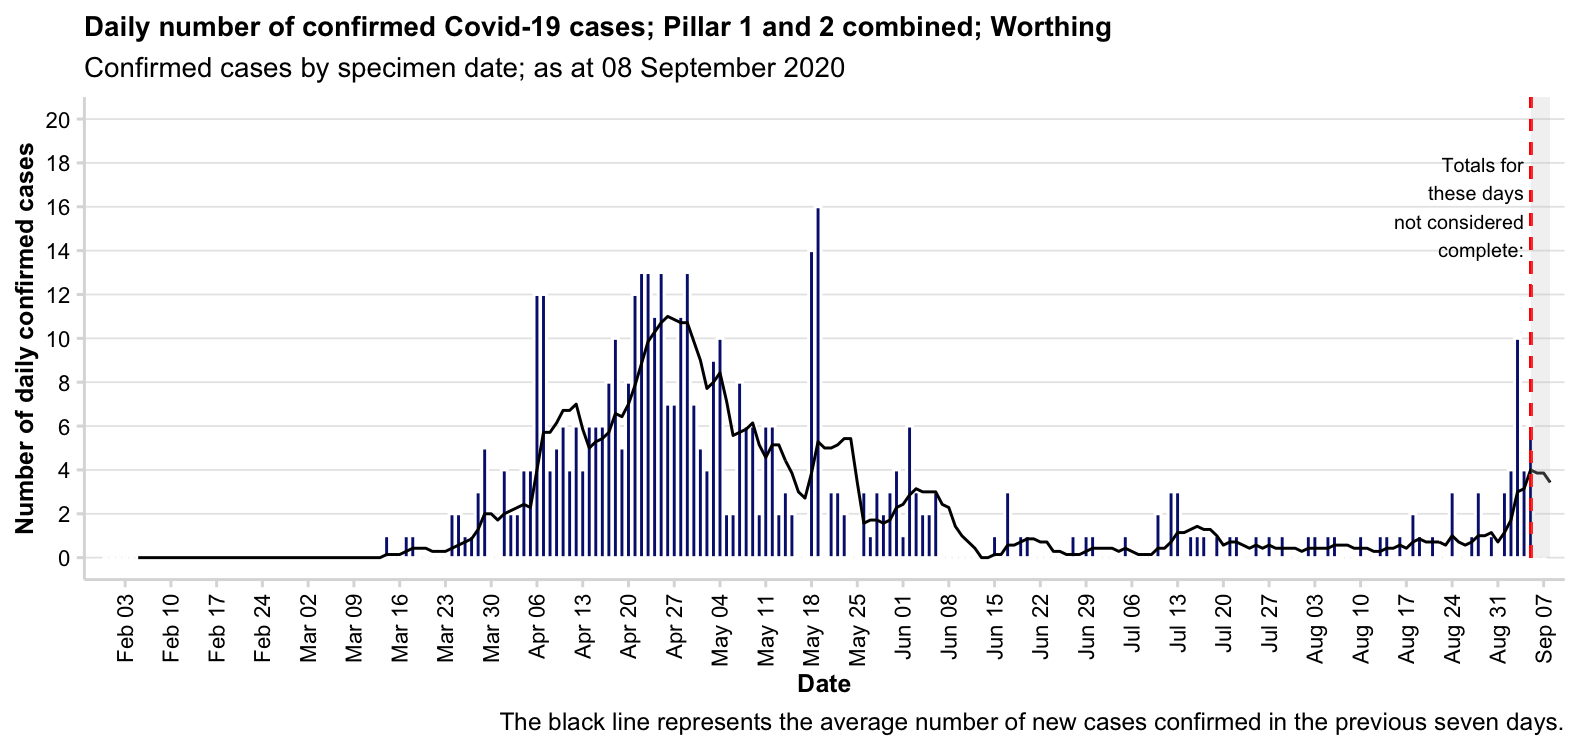 Daily number of confirmed Covid-19 cases; Pillar 1 and 2 combined; Worthing
Confirmed cases by specimen date; as at 08 September 2020
Number of daily confirmed cases
20
18
16
14
12
10
8
6
4
2
0
Totals for
these days
not considered
complete:
Feb 03
Feb 10
Feb 17
Feb 24
Mar 02
Mar 09
Mar 16
Mar 23
Mar 30
Apr 06
Apr 13
Apr 20
Apr 27
May 04
May 11
May 18
May 25
Jun 01
Jun 08
Jun 15
Jun 22
Jun 29
Jul 06
Jul 13
Jul 20
Jul 27
Aug 03
Aug 10
Aug 17
Aug 24
Aug 31
Sep 07
Date
The black line represents the average number of new cases confirmed in the previous seven days.